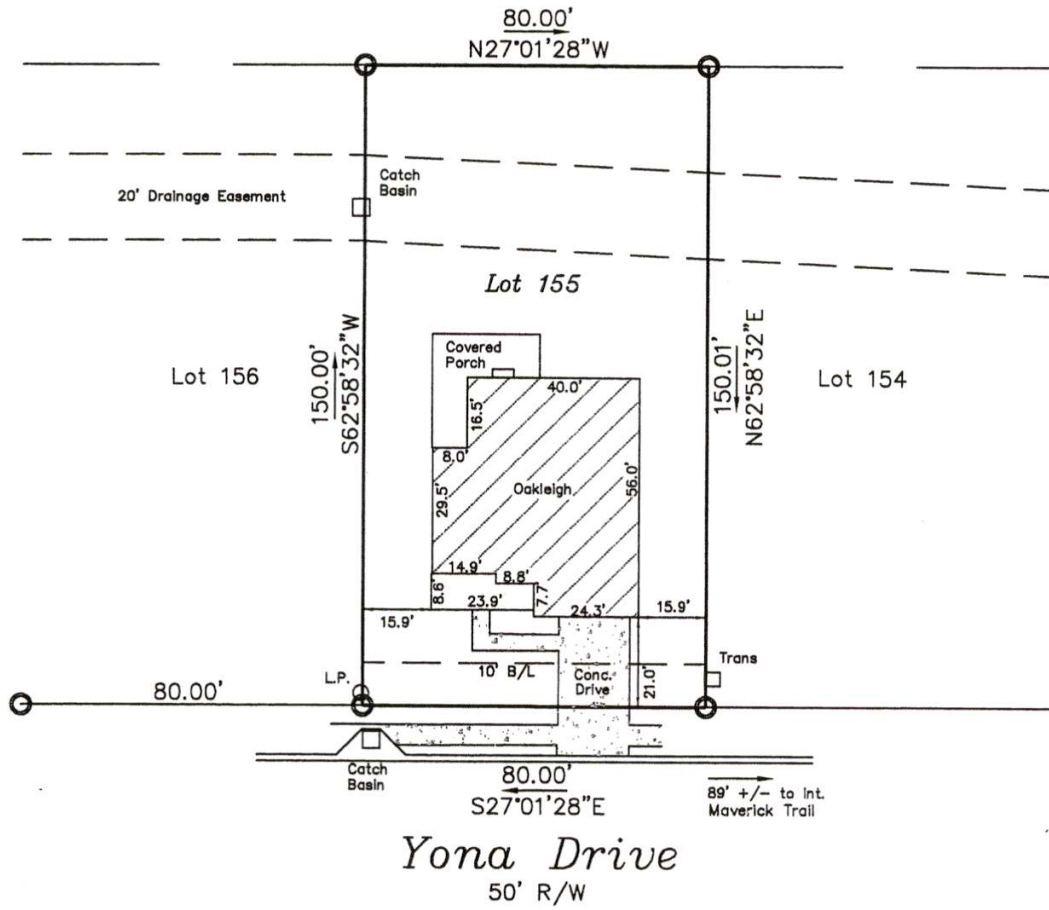 80.00'
N27°01'28"W
Catch
Basin
20' Drainage Easement
Lot 155
Covered
Porch
Lot 156
150.00'
S62°58'32"W
150.01'
N62°58'32"E
Lot 154
40.0'
16.5'
8.0'
29.5'
Oakleigh
56.0'
14.9'
8.8'
8.6'
23.9'
7.7'
24.3'
15.9'
15.9'
10' B/L
Conc.
Drive
21.0'
Trans
L.P.
80.00'
Catch
Basin
80.00'
S27°01'28"E
89' +/- to Int.
Maverick Trail
Yona Drive
50' R/W